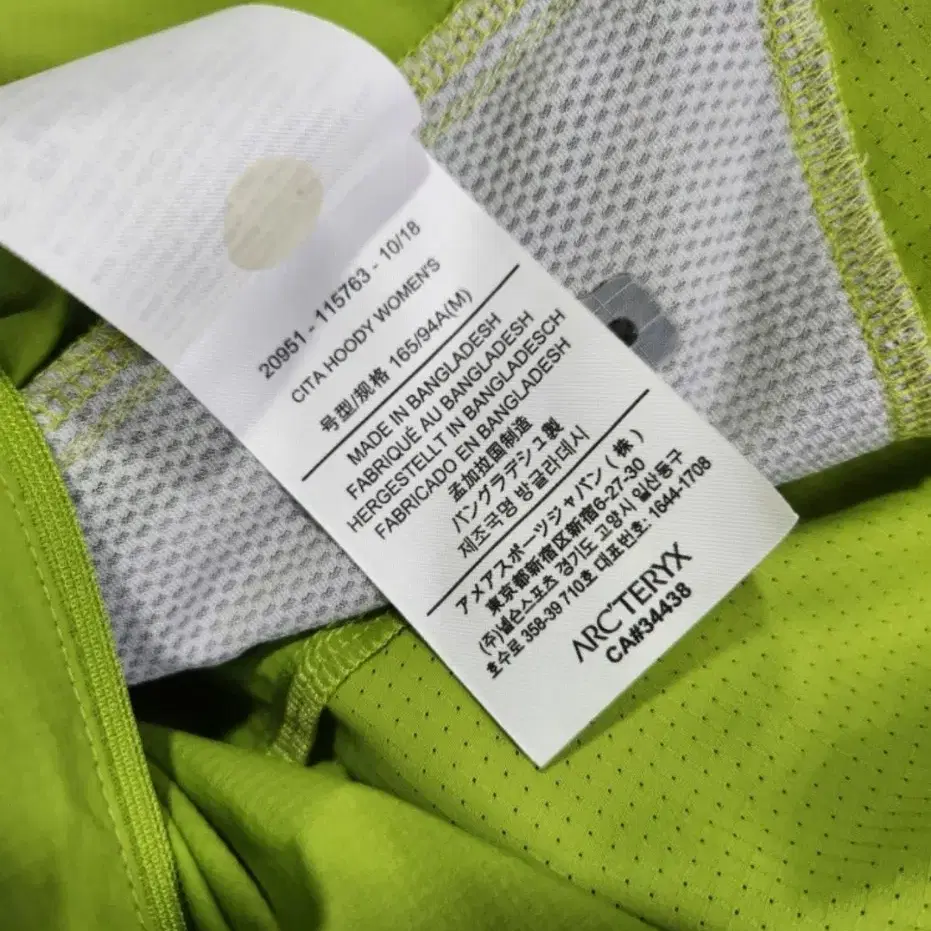 20951 - 115763 - 10/18
CITA HOODY WOMEN'S
号型/规格 165/94A(M)
MADE IN BANGLADESH
FABRIQUÉ AU BANGLADESH
HERGESTELLT IN BANGLADESCH
FABRICADO EN BANGLADESH
孟加拉国制造
バングラデシュ製
제조국명 방글라데시
アメアスポーツジャパン(株)
東京都新宿区新宿6-27-30
(주)넬슨스포츠 경기도 고양시 일산동구
호수로 358-39 710호 대표번호 1644-1708
ARC'TERYX
CA#34438